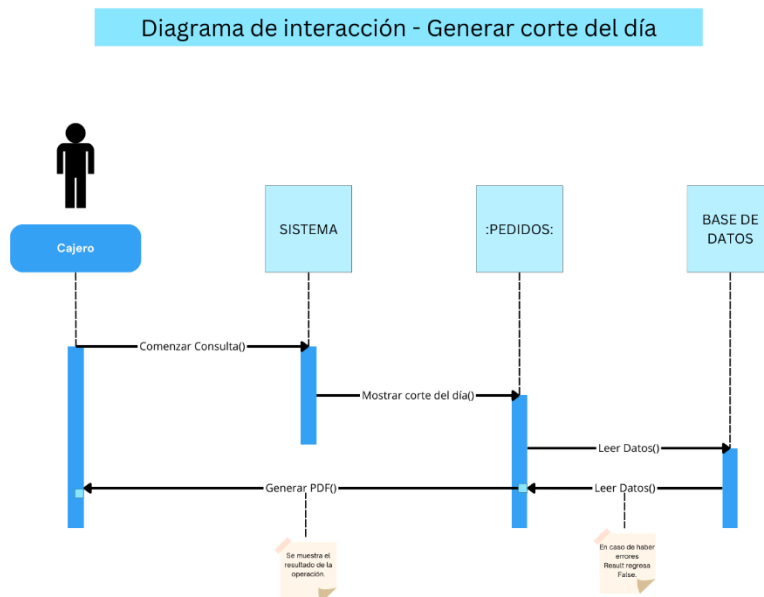 Diagrama de interacción - Generar corte del día
Cajero
SISTEMA
:PEDIDOS:
BASE DE
DATOS
Comenzar Consulta()
Mostrar corte del día()
Leer Datos()
Generar PDF()
Leer Datos()
Se muestra el
resultado de la
operación.
En caso de haber
errores
Result regresa
False.